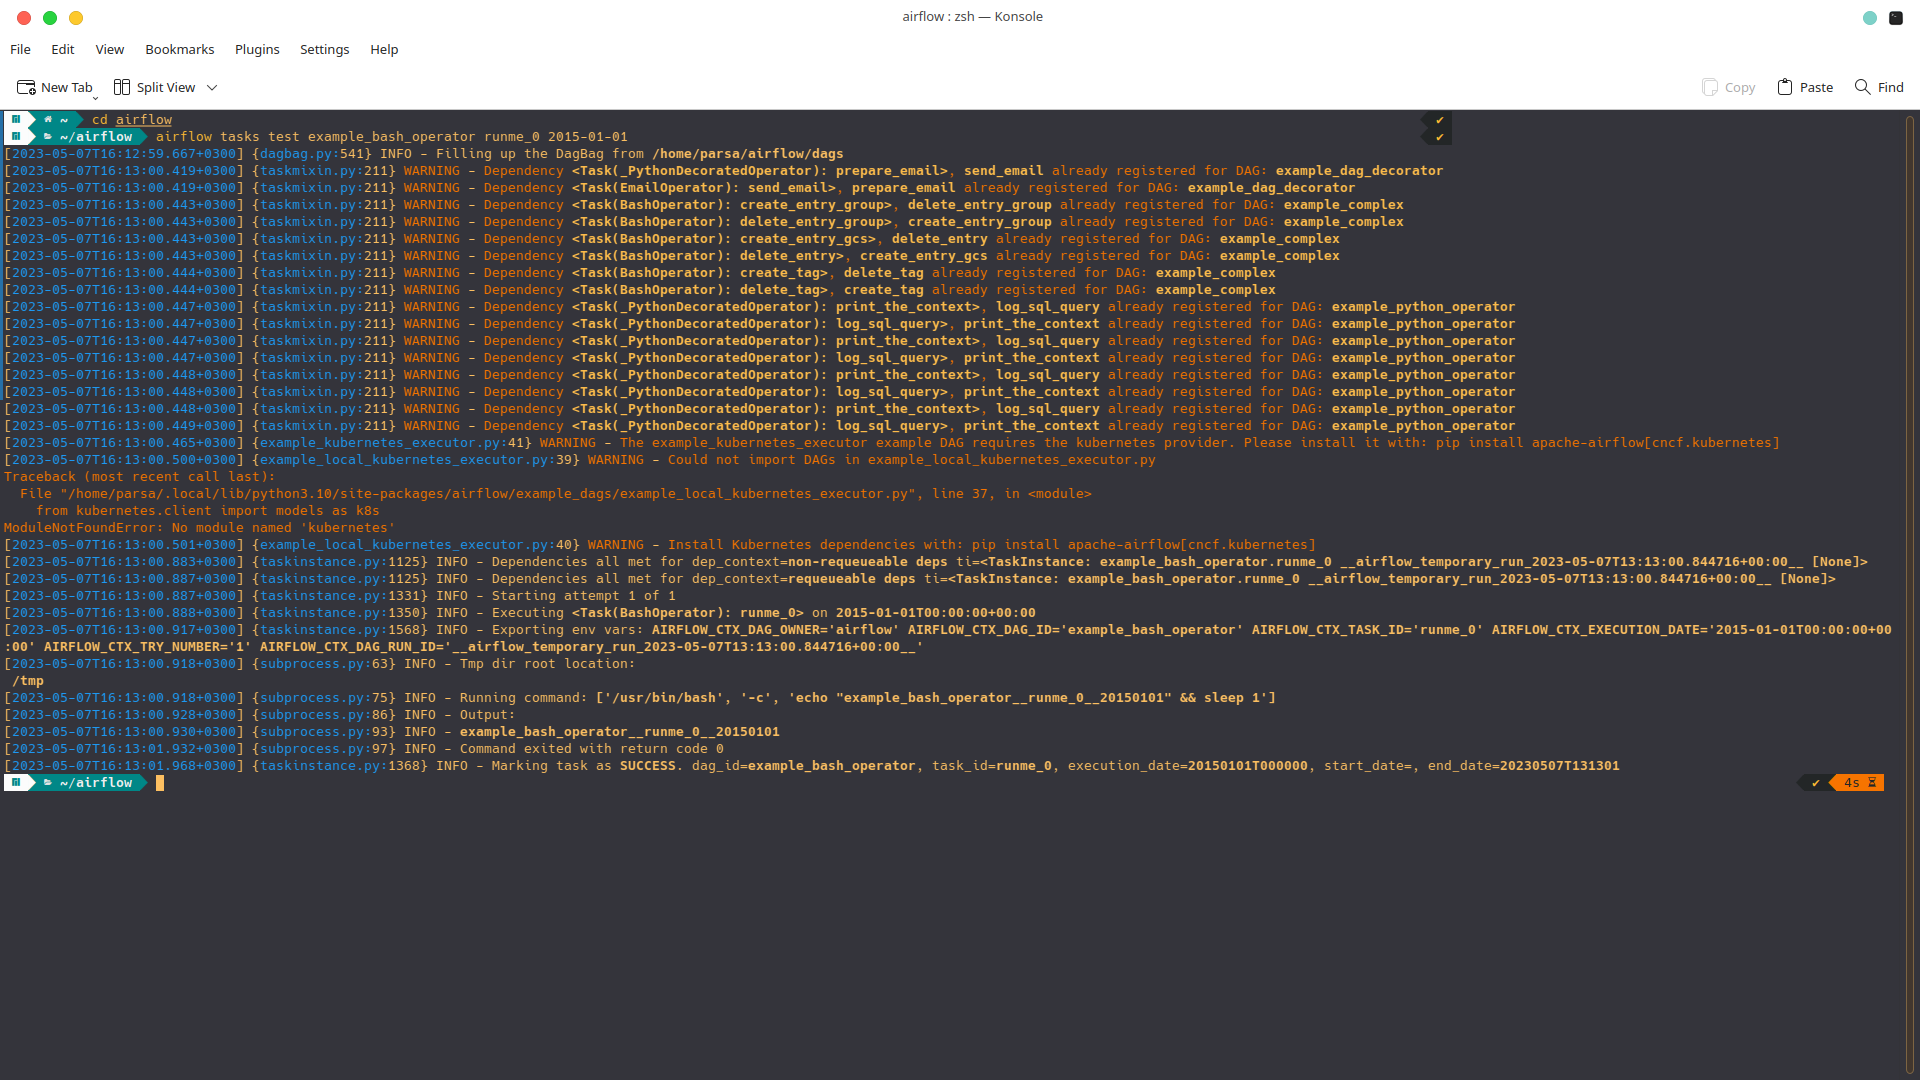 airflow : zsh — Konsole
File Edit View Bookmarks Plugins Settings Help
New Tab Split View Copy Paste Find
~ cd airflow ✔
~/airflow airflow tasks test example_bash_operator runme_0 2015-01-01 ✔
[2023-05-07T16:12:59.667+0300] {dagbag.py:541} INFO - Filling up the DagBag from /home/parsa/airflow/dags
[2023-05-07T16:13:00.419+0300] {taskmixin.py:211} WARNING - Dependency <Task(_PythonDecoratedOperator): prepare_email>, send_email already registered for DAG: example_dag_decorator
[2023-05-07T16:13:00.419+0300] {taskmixin.py:211} WARNING - Dependency <Task(EmailOperator): send_email>, prepare_email already registered for DAG: example_dag_decorator
[2023-05-07T16:13:00.443+0300] {taskmixin.py:211} WARNING - Dependency <Task(BashOperator): create_entry_group>, delete_entry_group already registered for DAG: example_complex
[2023-05-07T16:13:00.443+0300] {taskmixin.py:211} WARNING - Dependency <Task(BashOperator): delete_entry_group>, create_entry_group already registered for DAG: example_complex
[2023-05-07T16:13:00.443+0300] {taskmixin.py:211} WARNING - Dependency <Task(BashOperator): create_entry_gcs>, delete_entry already registered for DAG: example_complex
[2023-05-07T16:13:00.443+0300] {taskmixin.py:211} WARNING - Dependency <Task(BashOperator): delete_entry>, create_entry_gcs already registered for DAG: example_complex
[2023-05-07T16:13:00.444+0300] {taskmixin.py:211} WARNING - Dependency <Task(BashOperator): create_tag>, delete_tag already registered for DAG: example_complex
[2023-05-07T16:13:00.444+0300] {taskmixin.py:211} WARNING - Dependency <Task(BashOperator): delete_tag>, create_tag already registered for DAG: example_complex
[2023-05-07T16:13:00.447+0300] {taskmixin.py:211} WARNING - Dependency <Task(_PythonDecoratedOperator): print_the_context>, log_sql_query already registered for DAG: example_python_operator
[2023-05-07T16:13:00.447+0300] {taskmixin.py:211} WARNING - Dependency <Task(_PythonDecoratedOperator): log_sql_query>, print_the_context already registered for DAG: example_python_operator
[2023-05-07T16:13:00.447+0300] {taskmixin.py:211} WARNING - Dependency <Task(_PythonDecoratedOperator): print_the_context>, log_sql_query already registered for DAG: example_python_operator
[2023-05-07T16:13:00.447+0300] {taskmixin.py:211} WARNING - Dependency <Task(_PythonDecoratedOperator): log_sql_query>, print_the_context already registered for DAG: example_python_operator
[2023-05-07T16:13:00.448+0300] {taskmixin.py:211} WARNING - Dependency <Task(_PythonDecoratedOperator): print_the_context>, log_sql_query already registered for DAG: example_python_operator
[2023-05-07T16:13:00.448+0300] {taskmixin.py:211} WARNING - Dependency <Task(_PythonDecoratedOperator): log_sql_query>, print_the_context already registered for DAG: example_python_operator
[2023-05-07T16:13:00.448+0300] {taskmixin.py:211} WARNING - Dependency <Task(_PythonDecoratedOperator): print_the_context>, log_sql_query already registered for DAG: example_python_operator
[2023-05-07T16:13:00.449+0300] {taskmixin.py:211} WARNING - Dependency <Task(_PythonDecoratedOperator): log_sql_query>, print_the_context already registered for DAG: example_python_operator
[2023-05-07T16:13:00.465+0300] {example_kubernetes_executor.py:41} WARNING - The example_kubernetes_executor example DAG requires the kubernetes provider. Please install it with: pip install apache-airflow[cncf.kubernetes]
[2023-05-07T16:13:00.500+0300] {example_local_kubernetes_executor.py:39} WARNING - Could not import DAGs in example_local_kubernetes_executor.py
Traceback (most recent call last):
File "/home/parsa/.local/lib/python3.10/site-packages/airflow/example_dags/example_local_kubernetes_executor.py", line 37, in <module>
from kubernetes.client import models as k8s
ModuleNotFoundError: No module named 'kubernetes'
[2023-05-07T16:13:00.501+0300] {example_local_kubernetes_executor.py:40} WARNING - Install Kubernetes dependencies with: pip install apache-airflow[cncf.kubernetes]
[2023-05-07T16:13:00.883+0300] {taskinstance.py:1125} INFO - Dependencies all met for dep_context=non-requeueable deps ti=<TaskInstance: example_bash_operator.runme_0 __airflow_temporary_run_2023-05-07T13:13:00.844716+00:00__ [None]>
[2023-05-07T16:13:00.887+0300] {taskinstance.py:1125} INFO - Dependencies all met for dep_context=requeueable deps ti=<TaskInstance: example_bash_operator.runme_0 __airflow_temporary_run_2023-05-07T13:13:00.844716+00:00__ [None]>
[2023-05-07T16:13:00.887+0300] {taskinstance.py:1331} INFO - Starting attempt 1 of 1
[2023-05-07T16:13:00.888+0300] {taskinstance.py:1350} INFO - Executing <Task(BashOperator): runme_0> on 2015-01-01T00:00:00+00:00
[2023-05-07T16:13:00.917+0300] {taskinstance.py:1568} INFO - Exporting env vars: AIRFLOW_CTX_DAG_OWNER='airflow' AIRFLOW_CTX_DAG_ID='example_bash_operator' AIRFLOW_CTX_TASK_ID='runme_0' AIRFLOW_CTX_EXECUTION_DATE='2015-01-01T00:00:00+00
:00' AIRFLOW_CTX_TRY_NUMBER='1' AIRFLOW_CTX_DAG_RUN_ID='__airflow_temporary_run_2023-05-07T13:13:00.844716+00:00__'
[2023-05-07T16:13:00.918+0300] {subprocess.py:63} INFO - Tmp dir root location:
/tmp
[2023-05-07T16:13:00.918+0300] {subprocess.py:75} INFO - Running command: ['/usr/bin/bash', '-c', 'echo "example_bash_operator__runme_0__20150101" && sleep 1']
[2023-05-07T16:13:00.928+0300] {subprocess.py:86} INFO - Output:
[2023-05-07T16:13:00.930+0300] {subprocess.py:93} INFO - example_bash_operator__runme_0__20150101
[2023-05-07T16:13:01.932+0300] {subprocess.py:97} INFO - Command exited with return code 0
[2023-05-07T16:13:01.968+0300] {taskinstance.py:1368} INFO - Marking task as SUCCESS. dag_id=example_bash_operator, task_id=runme_0, execution_date=20150101T000000, start_date=, end_date=20230507T131301
~/airflow ✔ 4s